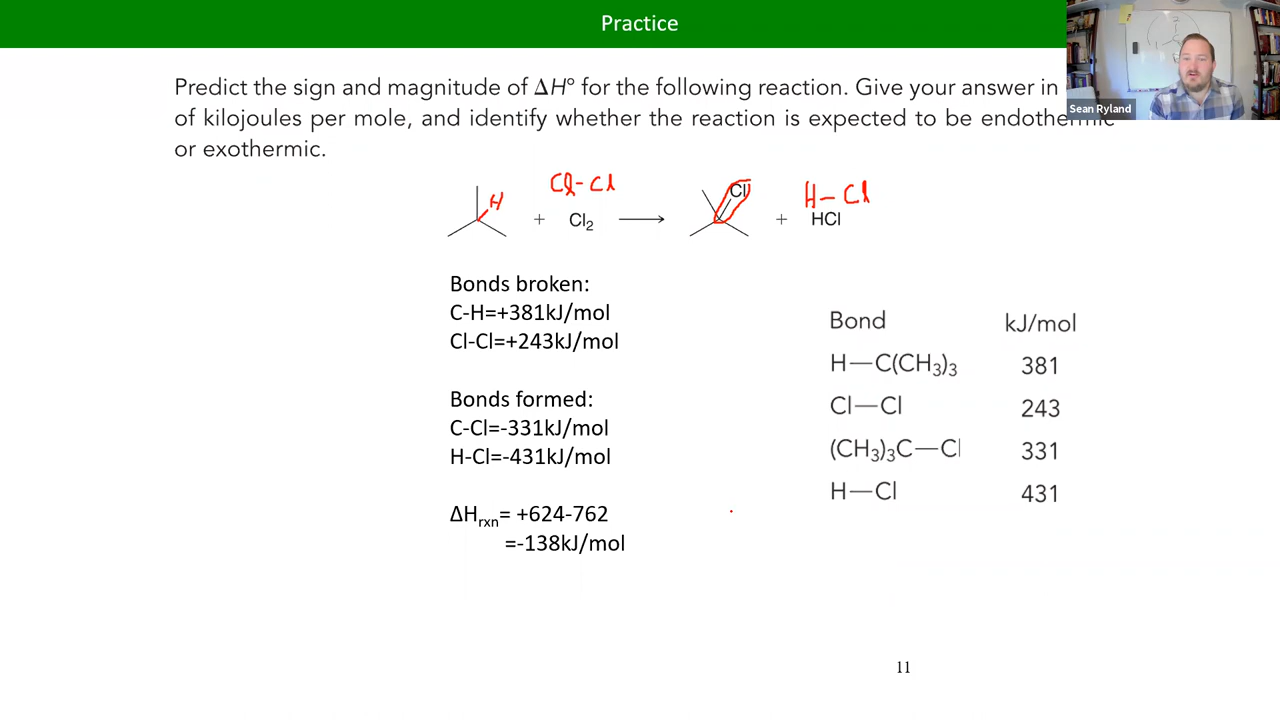 Practice
Predict the sign and magnitude of ΔH° for the following reaction. Give your answer in
of kilojoules per mole, and identify whether the reaction is expected to be endothermic
or exothermic.
Sean Ryland
H
Cl-Cl
+ Cl₂
Cl
H-Cl
+ HCl
Bonds broken:
C-H=+381kJ/mol
Cl-Cl=+243kJ/mol
Bonds formed:
C-Cl=-331kJ/mol
H-Cl=-431kJ/mol
ΔHrxn= +624-762
=-138kJ/mol
Bond kJ/mol
H—C(CH₃)₃ 381
Cl—Cl 243
(CH₃)₃C—Cl 331
H—Cl 431
11